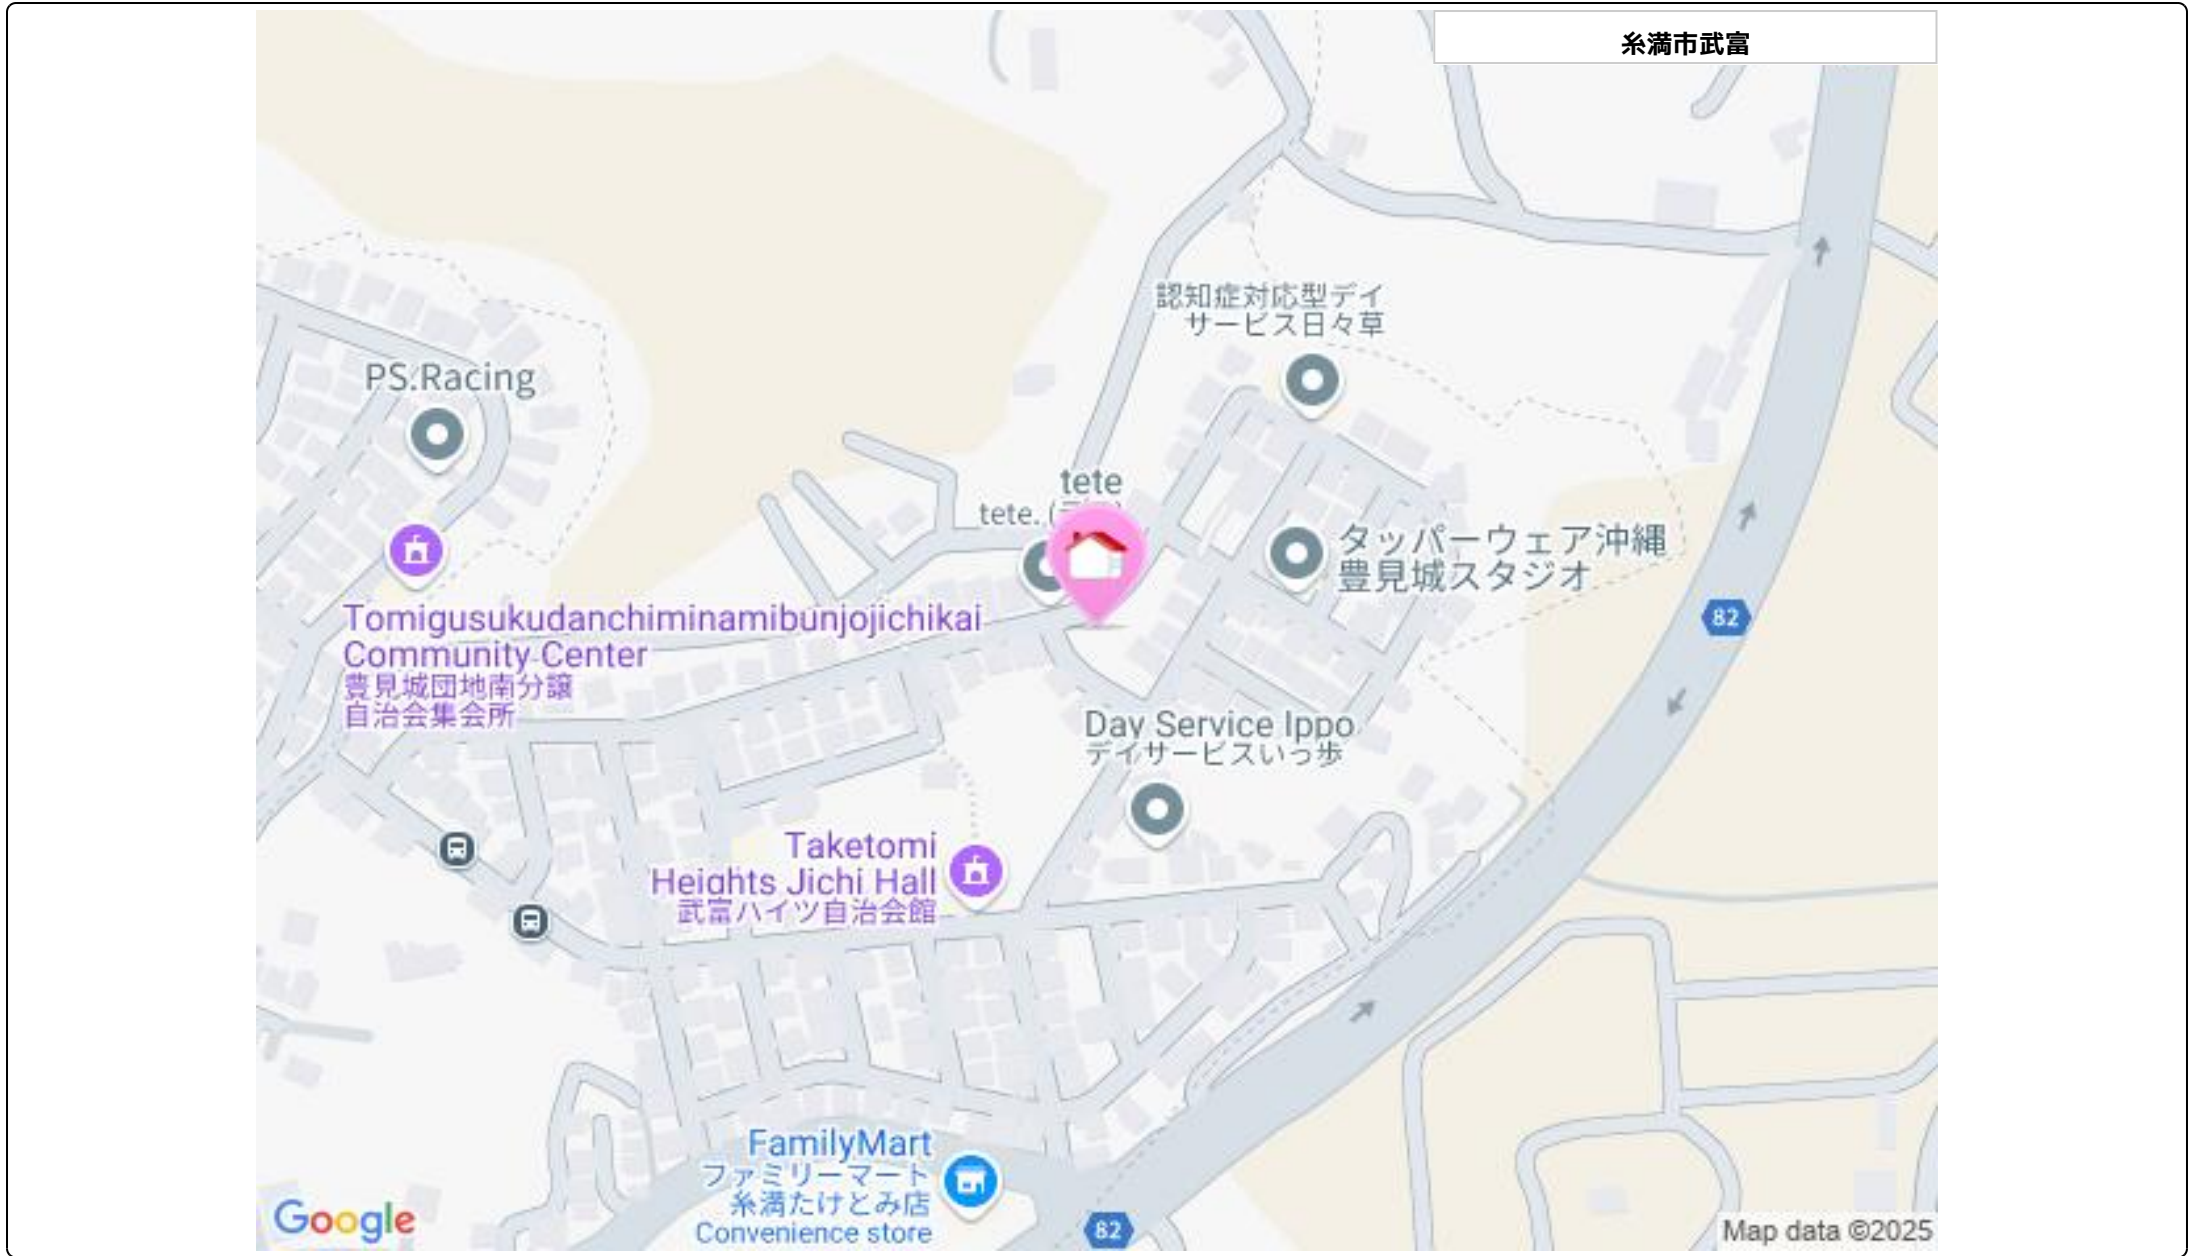 糸満市武富
認知症対応型デイ
サービス日々草
PS.Racing
tete
tete.
タッパーウェア沖縄
豊見城スタジオ
82
Tomigusukudanchiminamibunjojichikai
Community Center
豊見城団地南分譲
自治会集会所
Day Service Ippo
デイサービスいっ歩
Taketomi
Heights Jichi Hall
武富ハイツ自治会館
FamilyMart
ファミリーマート
糸満たけとみ店
Convenience store
82
Google
Map data ©2025